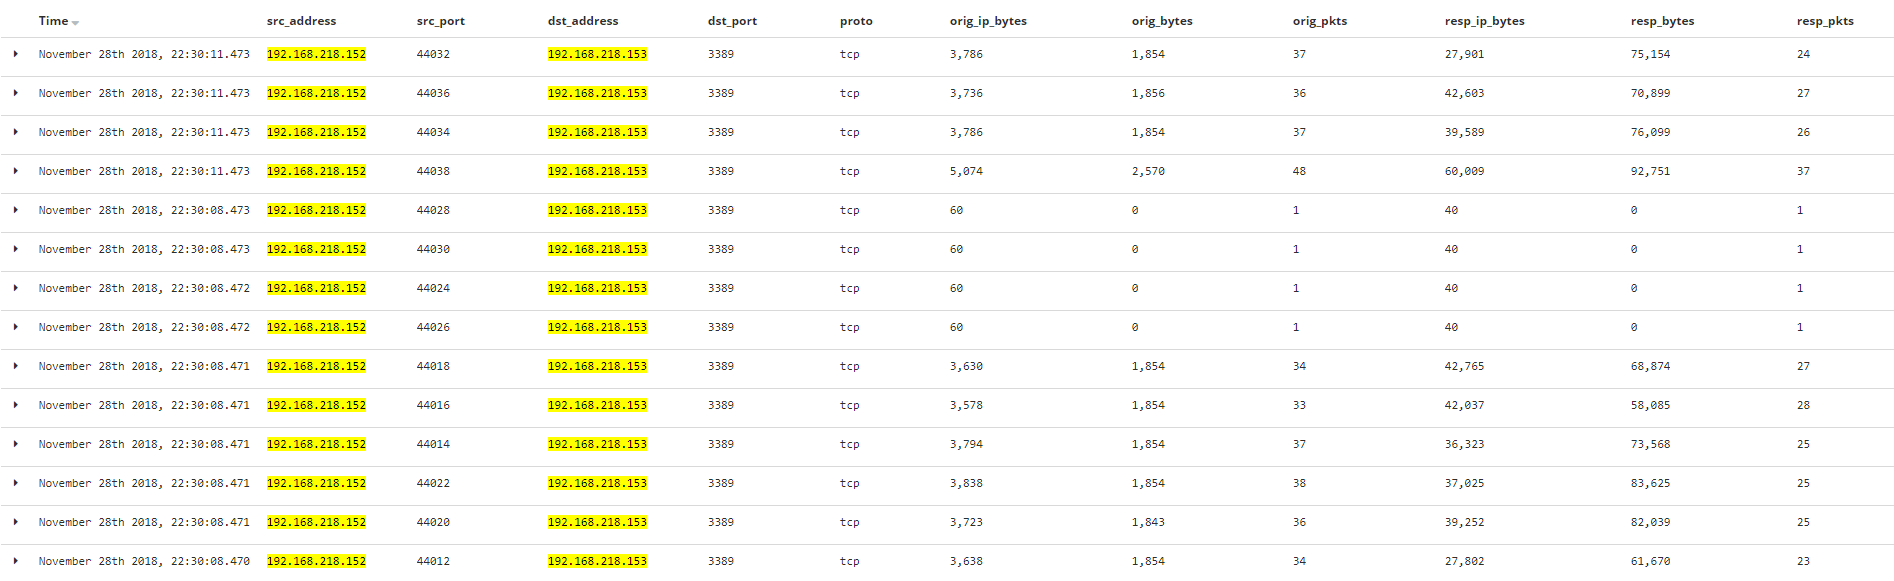 Time src_address src_port dst_address dst_port proto orig_ip_bytes orig_bytes orig_pkts resp_ip_bytes resp_bytes resp_pkts
November 28th 2018, 22:30:11.473 192.168.218.152 44032 192.168.218.153 3389 tcp 3,786 1,854 37 27,901 75,154 24
November 28th 2018, 22:30:11.473 192.168.218.152 44036 192.168.218.153 3389 tcp 3,736 1,856 36 42,603 70,899 27
November 28th 2018, 22:30:11.473 192.168.218.152 44034 192.168.218.153 3389 tcp 3,786 1,854 37 39,589 76,099 26
November 28th 2018, 22:30:11.473 192.168.218.152 44038 192.168.218.153 3389 tcp 5,074 2,570 48 60,009 92,751 37
November 28th 2018, 22:30:08.473 192.168.218.152 44028 192.168.218.153 3389 tcp 60 0 1 40 0 1
November 28th 2018, 22:30:08.473 192.168.218.152 44030 192.168.218.153 3389 tcp 60 0 1 40 0 1
November 28th 2018, 22:30:08.472 192.168.218.152 44024 192.168.218.153 3389 tcp 60 0 1 40 0 1
November 28th 2018, 22:30:08.472 192.168.218.152 44026 192.168.218.153 3389 tcp 60 0 1 40 0 1
November 28th 2018, 22:30:08.471 192.168.218.152 44018 192.168.218.153 3389 tcp 3,630 1,854 34 42,765 68,874 27
November 28th 2018, 22:30:08.471 192.168.218.152 44016 192.168.218.153 3389 tcp 3,578 1,854 33 42,037 58,085 28
November 28th 2018, 22:30:08.471 192.168.218.152 44014 192.168.218.153 3389 tcp 3,794 1,854 37 36,323 73,568 25
November 28th 2018, 22:30:08.471 192.168.218.152 44022 192.168.218.153 3389 tcp 3,838 1,854 38 37,025 83,625 25
November 28th 2018, 22:30:08.471 192.168.218.152 44020 192.168.218.153 3389 tcp 3,723 1,843 36 39,252 82,039 25
November 28th 2018, 22:30:08.470 192.168.218.152 44012 192.168.218.153 3389 tcp 3,638 1,854 34 27,802 61,670 23